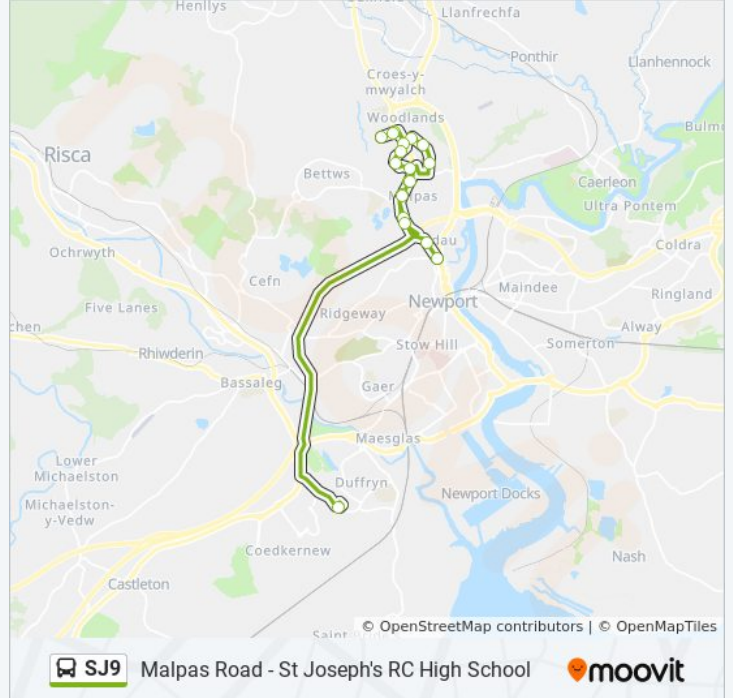 Henllys
Llanfrechfa
Ponthir
Llanhennock
Croes-y-
mwyalch
Woodlands
Risca
Bettws
Caerleon
Ultra Pontem
Ochrwyth
Coldra
Cefn
Maindee
Ringland
Newport
Five Lanes
Ridgeway
Alway
Rhiwderin
Stow Hill
Somerton
Bassaleg
Gaer
Maesglas
Lower
Machaelston
Duffryn
Newport Docks
Michaelston-
y-Vedw
Coedkernew
Nash
Castleton
© OpenStreetMap contributors | © OpenMapTiles
SJ9 Malpas Road - St Joseph's RC High School moovit